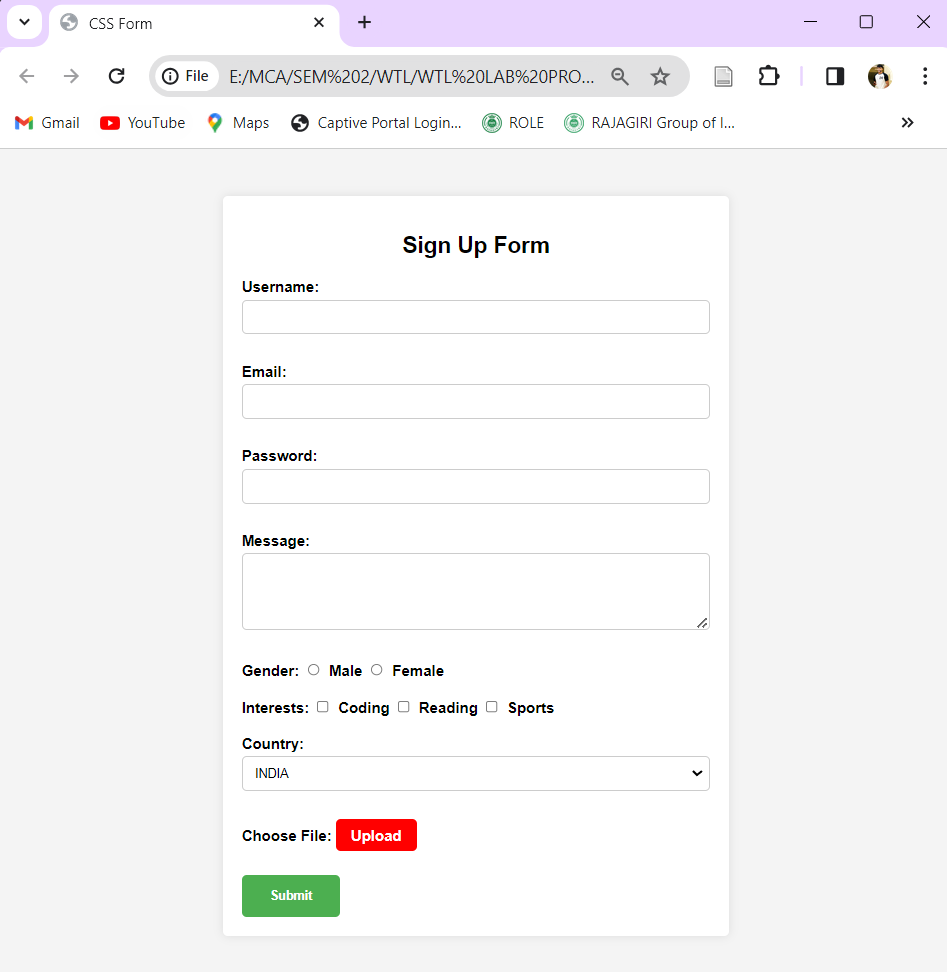 CSS Form
File E:/MCA/SEM%202/WTL/WTL%20LAB%20PRO...
Gmail YouTube Maps Captive Portal Login... ROLE RAJAGIRI Group of I...
Sign Up Form
Username:
Email:
Password:
Message:
Gender: Male Female
Interests: Coding Reading Sports
Country:
INDIA
Choose File: Upload
Submit